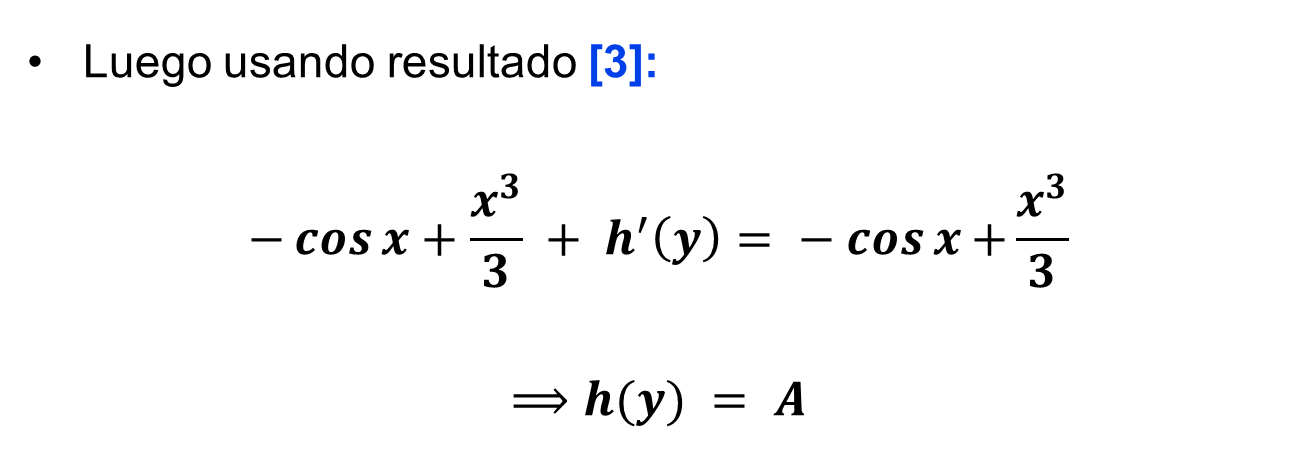 • Luego usando resultado [3]:
− cos x + x³/3 + h′(y) = − cos x + x³/3
⟹ h(y) = A